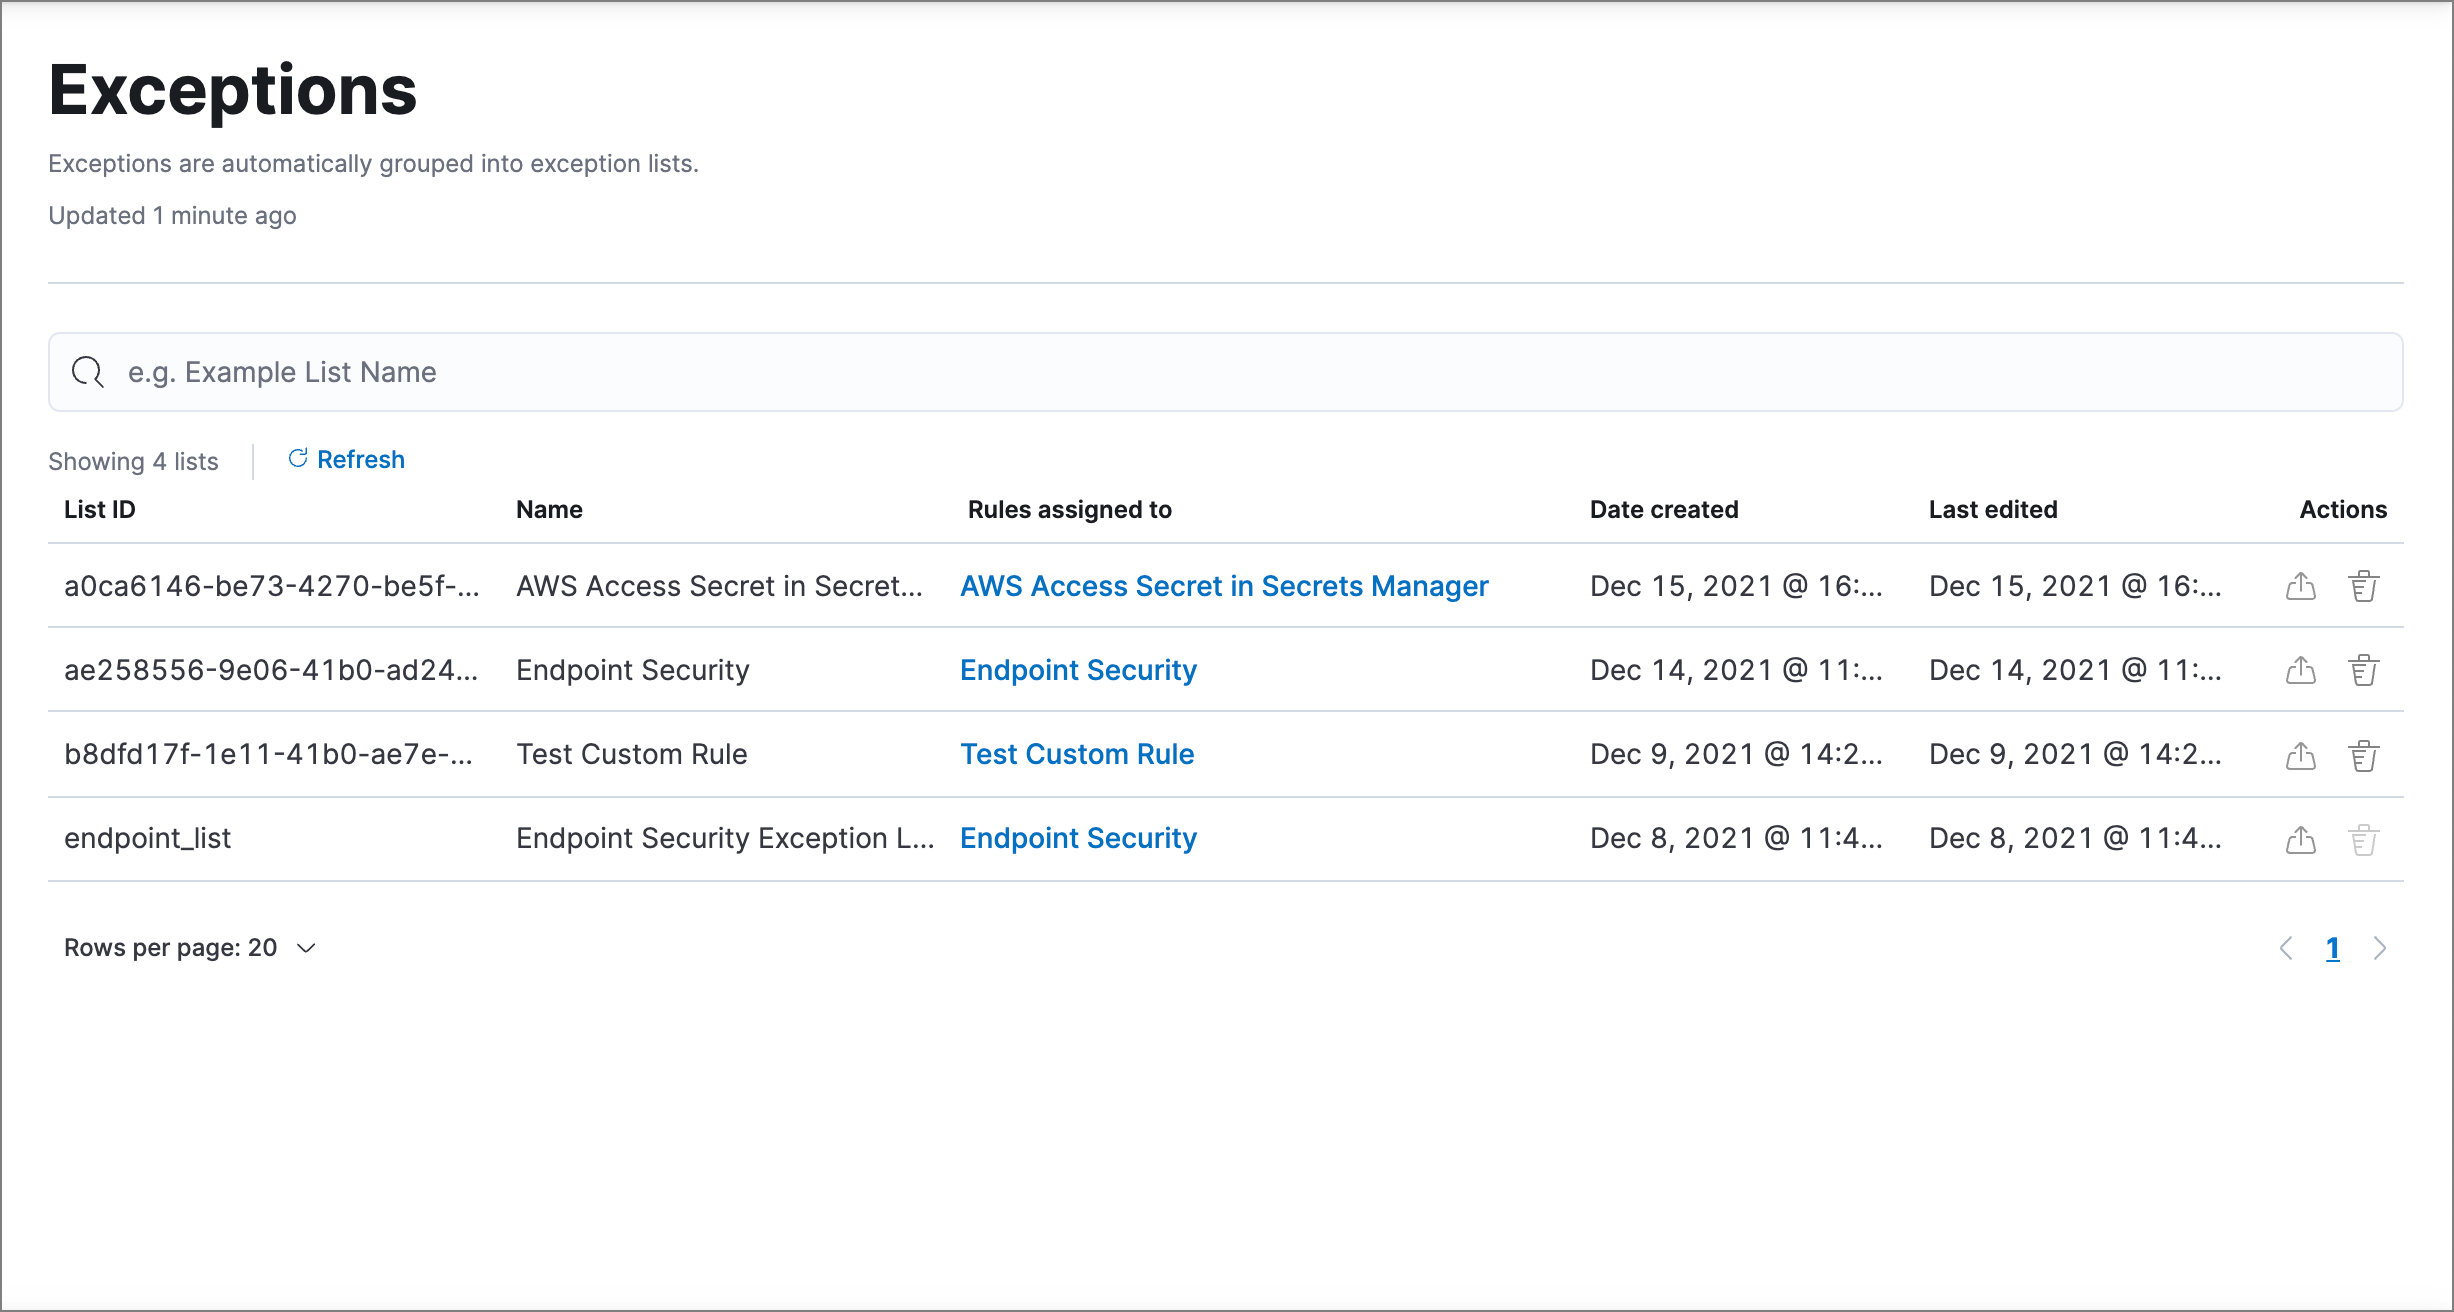 Exceptions
Exceptions are automatically grouped into exception lists.
Updated 1 minute ago
e.g. Example List Name
Showing 4 lists Refresh
List ID Name Rules assigned to Date created Last edited Actions
a0ca6146-be73-4270-be5f-... AWS Access Secret in Secret... AWS Access Secret in Secrets Manager Dec 15, 2021 @ 16:... Dec 15, 2021 @ 16:...
ae258556-9e06-41b0-ad24... Endpoint Security Endpoint Security Dec 14, 2021 @ 11:... Dec 14, 2021 @ 11:...
b8dfd17f-1e11-41b0-ae7e-... Test Custom Rule Test Custom Rule Dec 9, 2021 @ 14:2... Dec 9, 2021 @ 14:2...
endpoint_list Endpoint Security Exception L... Endpoint Security Dec 8, 2021 @ 11:4... Dec 8, 2021 @ 11:4...
Rows per page: 20 1